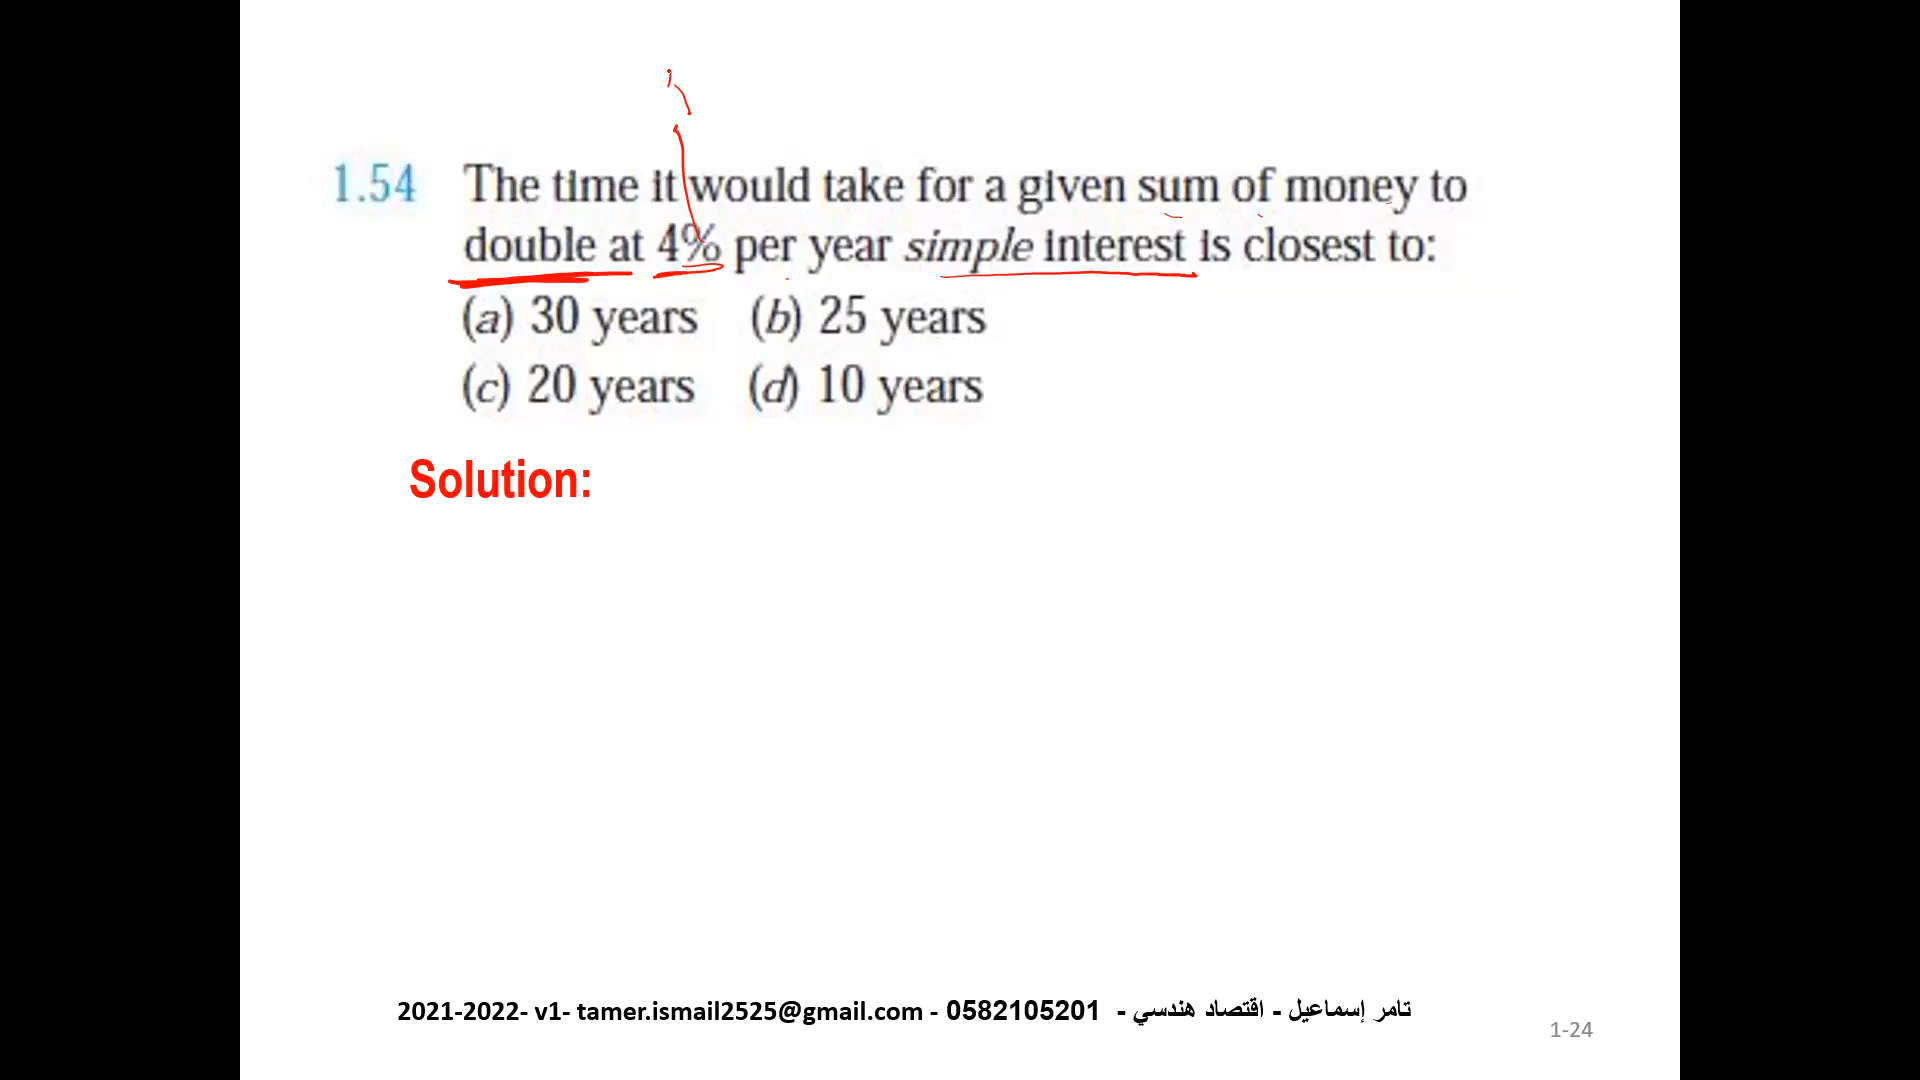 1.54 The time it would take for a given sum of money to
double at 4% per year simple interest is closest to:
(a) 30 years (b) 25 years
(c) 20 years (d) 10 years
Solution:
2021-2022- v1- tamer.ismail2525@gmail.com - 0582105201 - تامر إسماعيل - اقتصاد هندسي
1-24